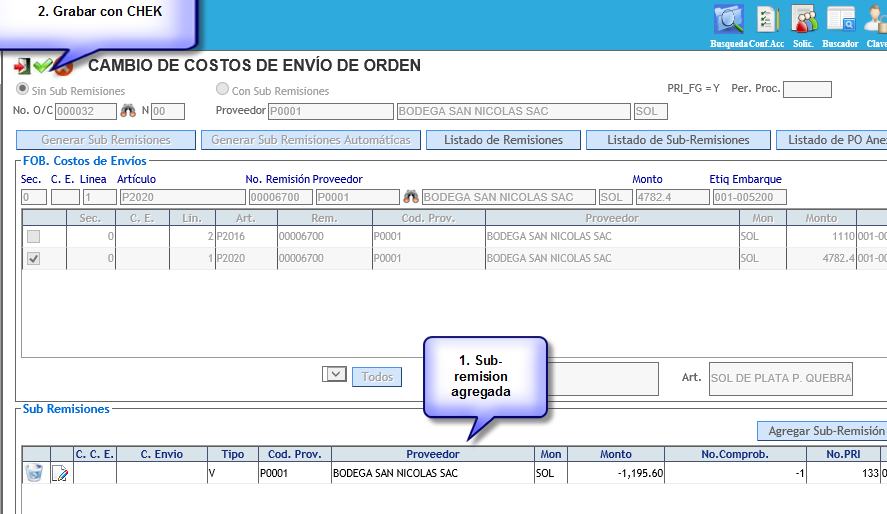 2. Grabar con CHEK
Busqueda Conf.Acc Solic. Buscador Clave
CAMBIO DE COSTOS DE ENVÍO DE ORDEN
Sin Sub Remisiones Con Sub Remisiones PRI_FG = Y Per. Proc.
No. O/C 000032 N 00 Proveedor P0001 BODEGA SAN NICOLAS SAC SOL
Generar Sub Remisiones Generar Sub Remisiones Automáticas Listado de Remisiones Listado de Sub-Remisiones Listado de PO Ane
FOB. Costos de Envíos
Sec. C. E. Linea Artículo No. Remisión Proveedor Monto Etiq Embarque
0 1 P2020 00006700 P0001 BODEGA SAN NICOLAS SAC SOL 4782.4 001-005200
Sec. C. E. Lin. Art. Rem. Cod. Prov. Proveedor Mon Monto
0 2 P2016 00006700 P0001 BODEGA SAN NICOLAS SAC SOL 1110 001-00
0 1 P2020 00006700 P0001 BODEGA SAN NICOLAS SAC SOL 4782.4 001-00
1. Sub-
remision
agregada
Todos Art. SOL DE PLATA P. QUEBRA
Sub Remisiones
Agregar Sub-Remisión
C. C. E. C. Envio Tipo Cod. Prov. Proveedor Mon Monto No.Comprob. No.PRI
V P0001 BODEGA SAN NICOLAS SAC SOL -1,195.60 -1 133 0